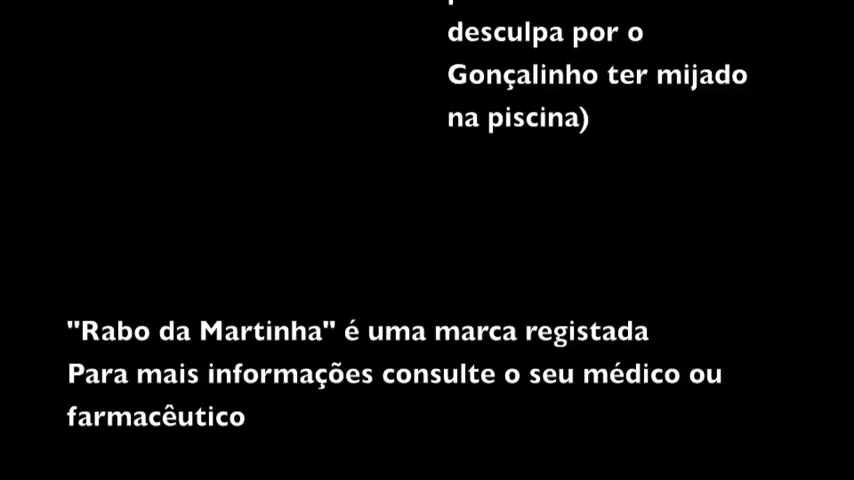 desculpa por o
Gonçalinho ter mijado
na piscina)
"Rabo da Martinha" é uma marca registada
Para mais informações consulte o seu médico ou
farmacêutico